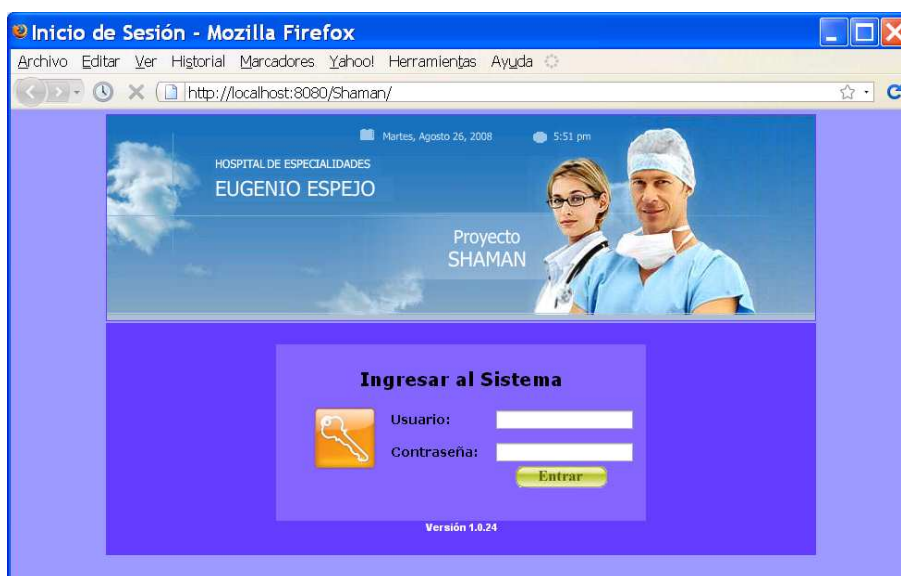 Inicio de Sesión - Mozilla Firefox
Archivo Editar Ver Historial Marcadores Yahoo! Herramientas Ayuda
http://localhost:8080/Shaman/
Martes, Agosto 26, 2008 5:51 pm
HOSPITAL DE ESPECIALIDADES
EUGENIO ESPEJO
Proyecto
SHAMAN
Ingresar al Sistema
Usuario:
Contraseña:
Entrar
Versión 1.0.24